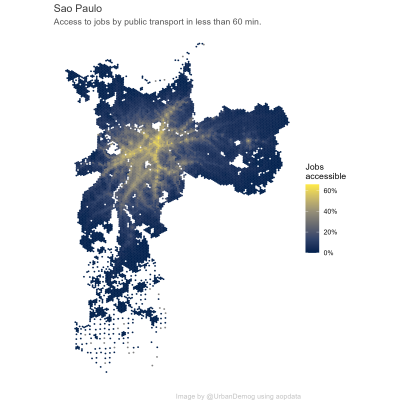 Sao Paulo
Access to jobs by public transport in less than 60 min.
Jobs
accessible
60%
40%
20%
0%
Image by @UrbanDemog using aopdata